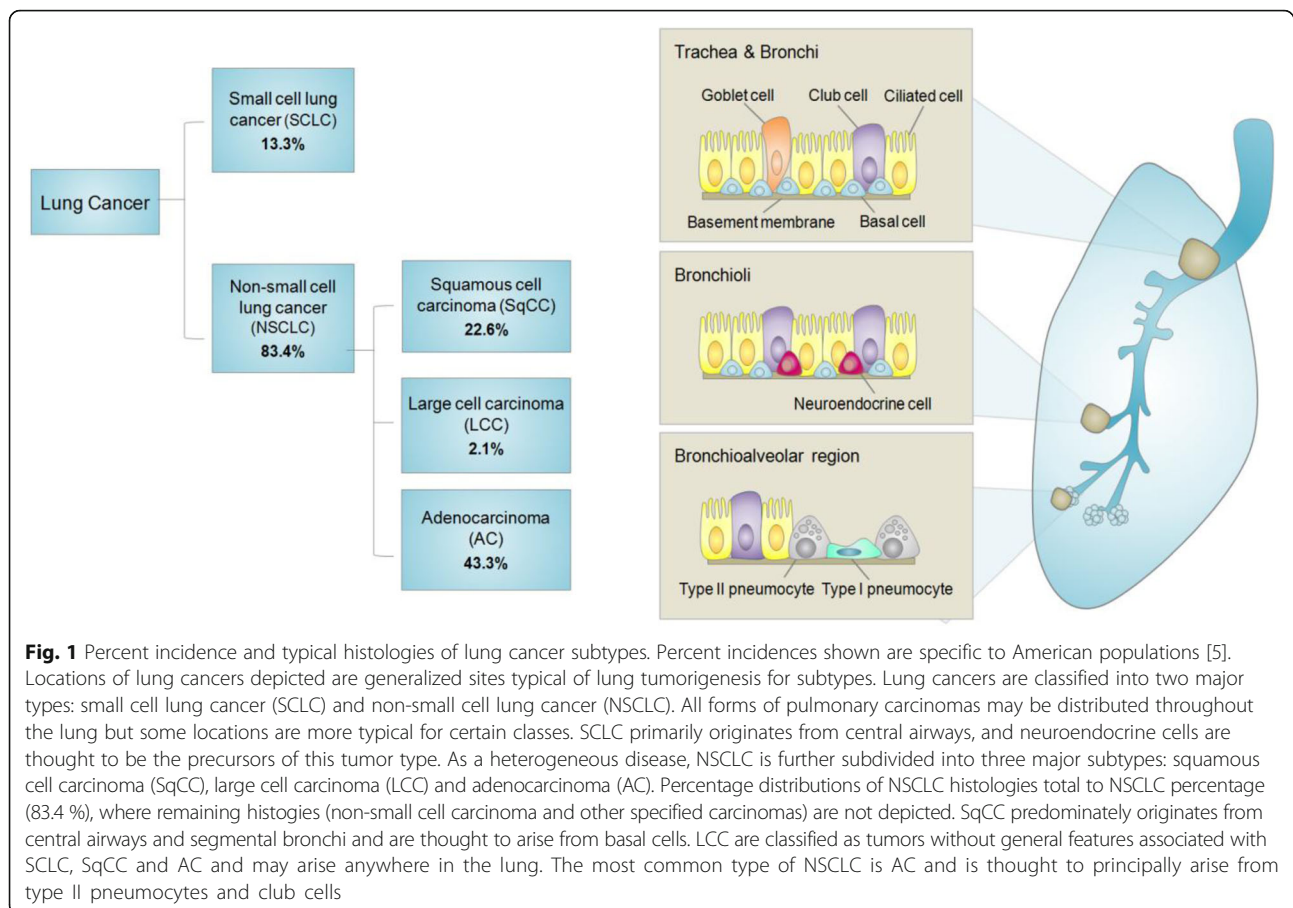 Lung Cancer
Small cell lung
cancer (SCLC)
13.3%
Non-small cell
lung cancer
(NSCLC)
83.4%
Squamous cell
carcinoma (SqCC)
22.6%
Large cell carcinoma
(LCC)
2.1%
Adenocarcinoma
(AC)
43.3%
Trachea & Bronchi
Goblet cell
Club cell
Ciliated cell
Basement membrane
Basal cell
Bronchioli
Neuroendocrine cell
Bronchioalveolar region
Type II pneumocyte
Type I pneumocyte
Fig. 1 Percent incidence and typical histologies of lung cancer subtypes. Percent incidences shown are specific to American populations [5].
Locations of lung cancers depicted are generalized sites typical of lung tumorigenesis for subtypes. Lung cancers are classified into two major
types: small cell lung cancer (SCLC) and non-small cell lung cancer (NSCLC). All forms of pulmonary carcinomas may be distributed throughout
the lung but some locations are more typical for certain classes. SCLC primarily originates from central airways, and neuroendocrine cells are
thought to be the precursors of this tumor type. As a heterogeneous disease, NSCLC is further subdivided into three major subtypes: squamous
cell carcinoma (SqCC), large cell carcinoma (LCC) and adenocarcinoma (AC). Percentage distributions of NSCLC histologies total to NSCLC percentage
(83.4 %), where remaining histogies (non-small cell carcinoma and other specified carcinomas) are not depicted. SqCC predominately originates from
central airways and segmental bronchi and are thought to arise from basal cells. LCC are classified as tumors without general features associated with
SCLC, SqCC and AC and may arise anywhere in the lung. The most common type of NSCLC is AC and is thought to principally arise from
type II pneumocytes and club cells